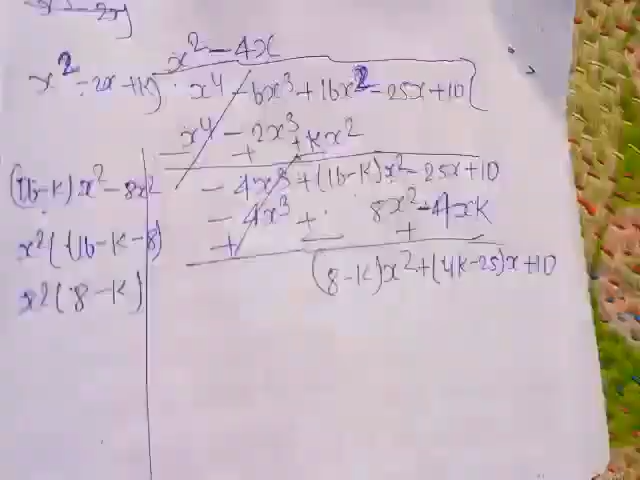 x² - 4x
x² - 2x + k) x⁴ - 6x³ + 16x² - 25x + 10 (
x⁴ - 2x³ + kx²
- + -
(16-k)x² - 8x²
- 4x³ + (16-k)x² - 25x + 10
- 4x³ + 8x² - 4xk
x²(16-k-8)
+ - +
x²(8-k)
(8-k)x² + (4k-25)x + 10